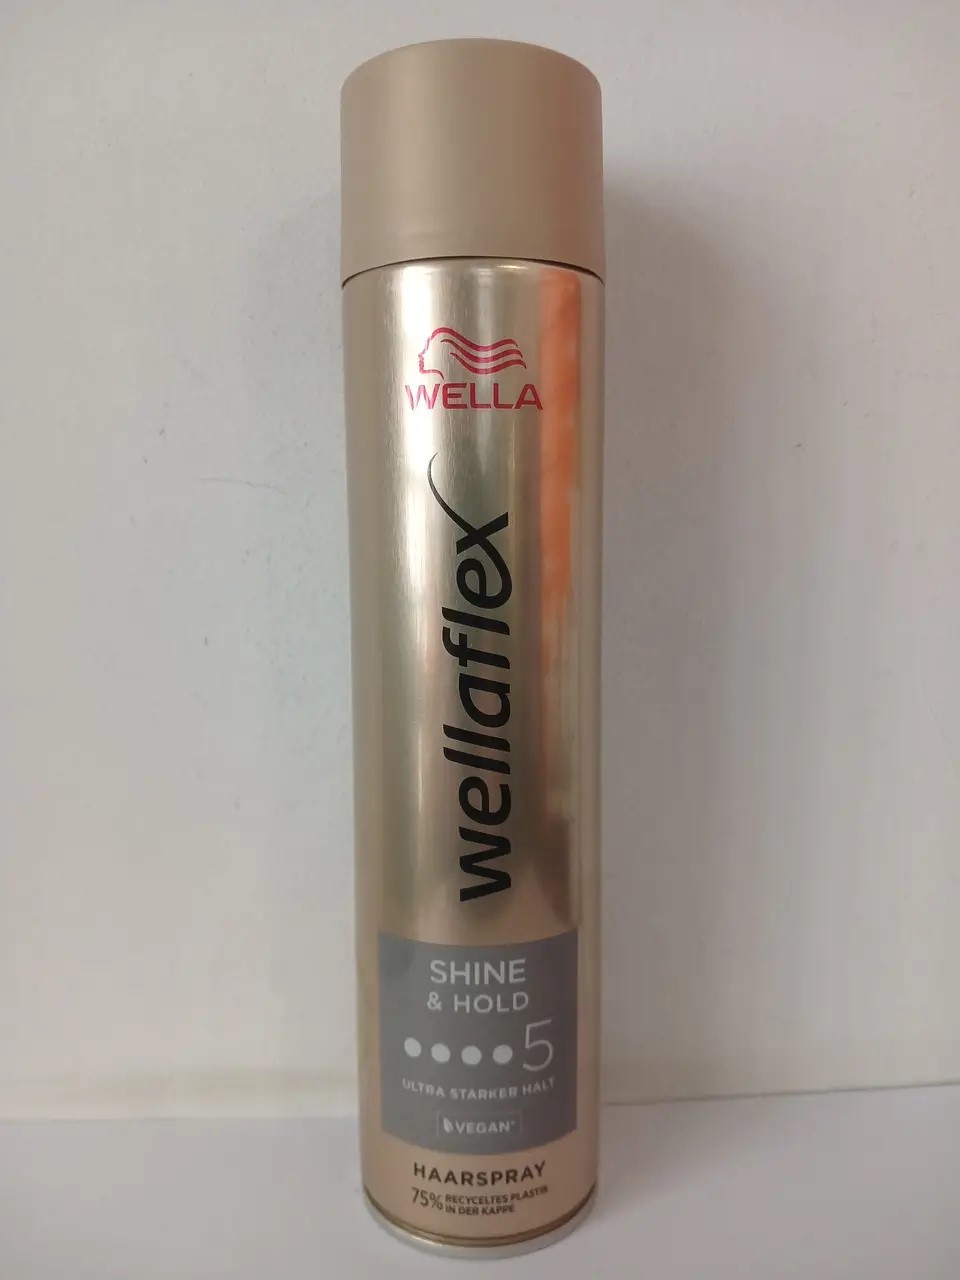 WELLA
wellaflex
SHINE
& HOLD
5
ULTRA STARKER HALT
VEGAN*
HAARSPRAY
75% RECYCELTES PLASTIK
IN DER KAPPE